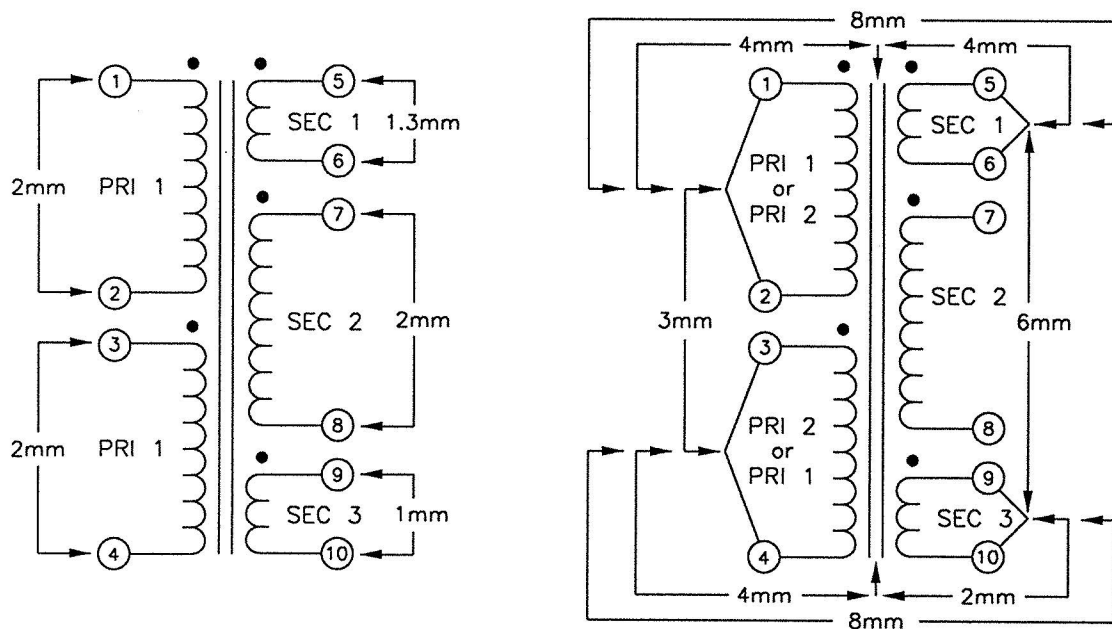 1
5
SEC 1 1.3mm
6
2mm PRI 1
7
2
SEC 2 2mm
3
8
2mm PRI 1
9
SEC 3 1mm
4
10
8mm
4mm
4mm
1
5
SEC 1
6
PRI 1
or
PRI 2
7
2
SEC 2
3mm
6mm
3
8
PRI 2
or
PRI 1
9
SEC 3
4
10
4mm
2mm
8mm